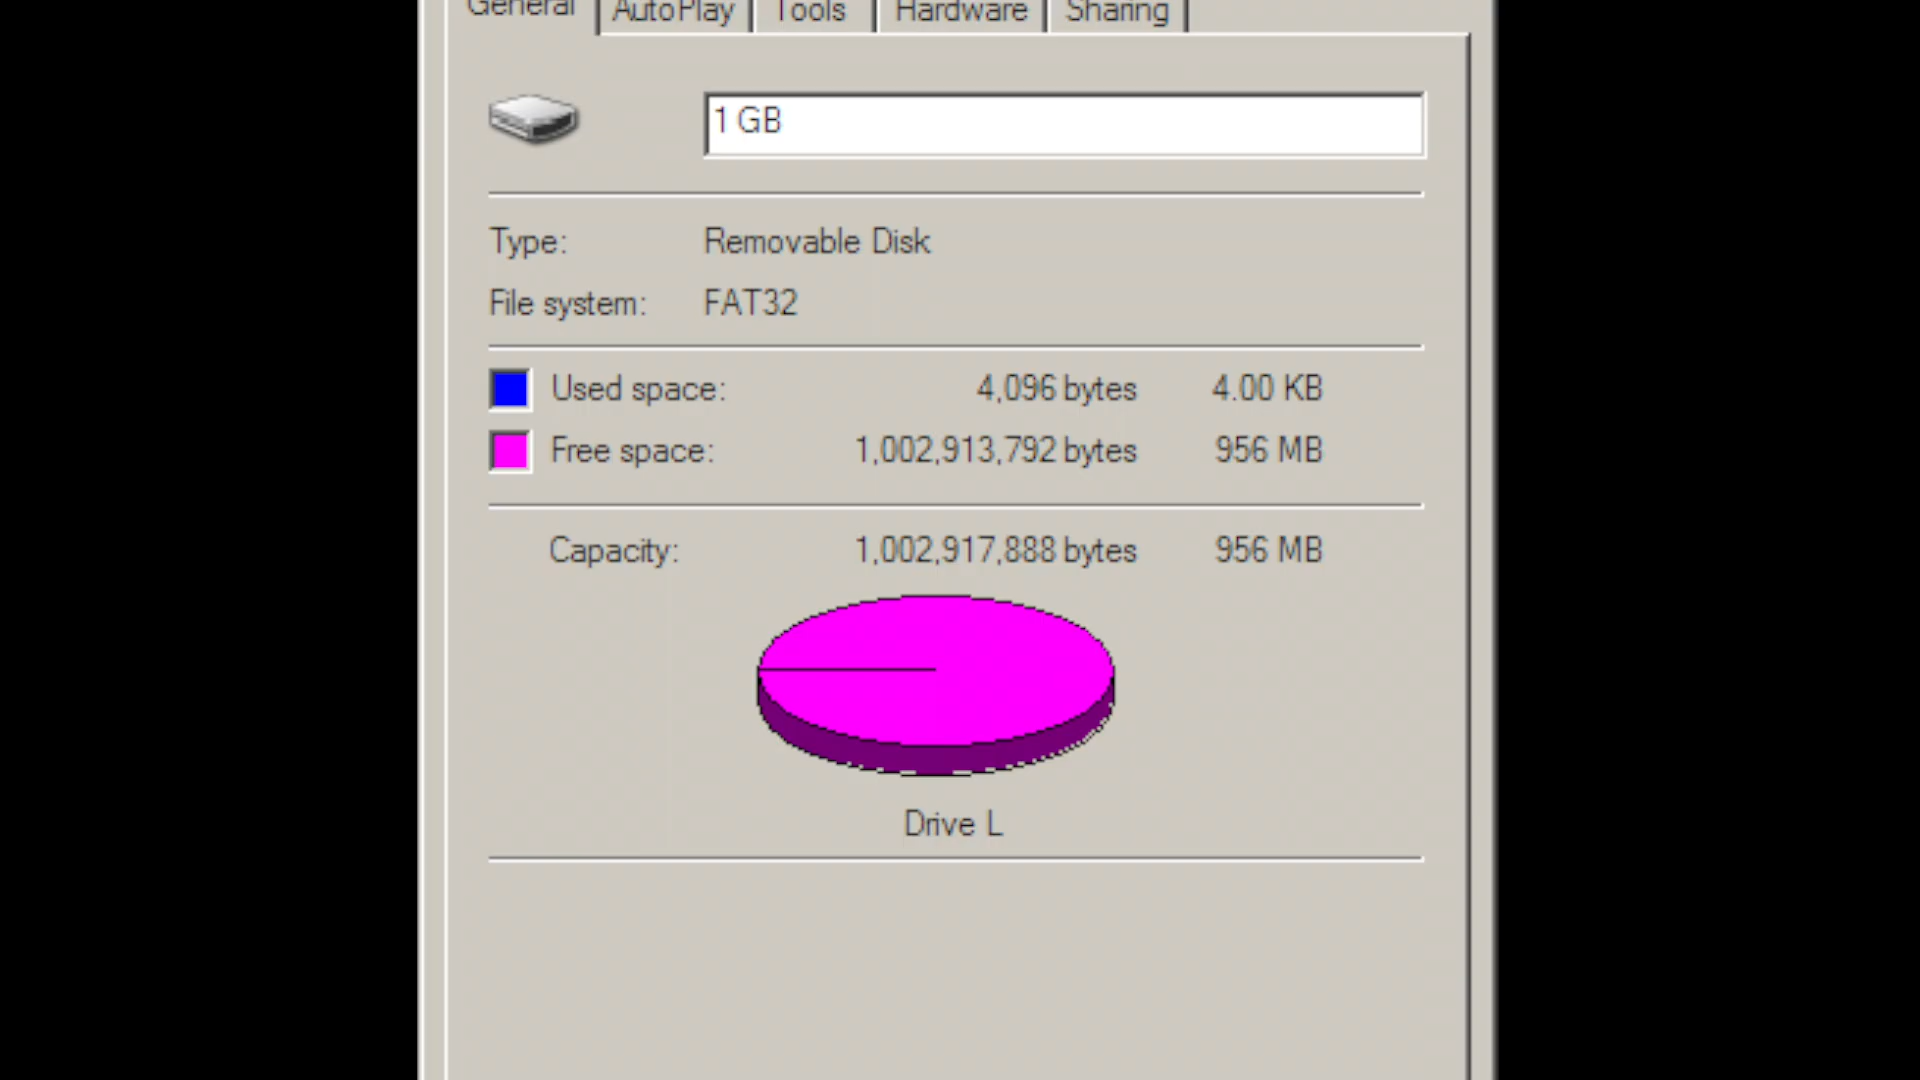 General AutoPlay Tools Hardware Sharing
1 GB
Type: Removable Disk
File system: FAT32
Used space: 4,096 bytes 4.00 KB
Free space: 1,002,913,792 bytes 956 MB
Capacity: 1,002,917,888 bytes 956 MB
Drive L